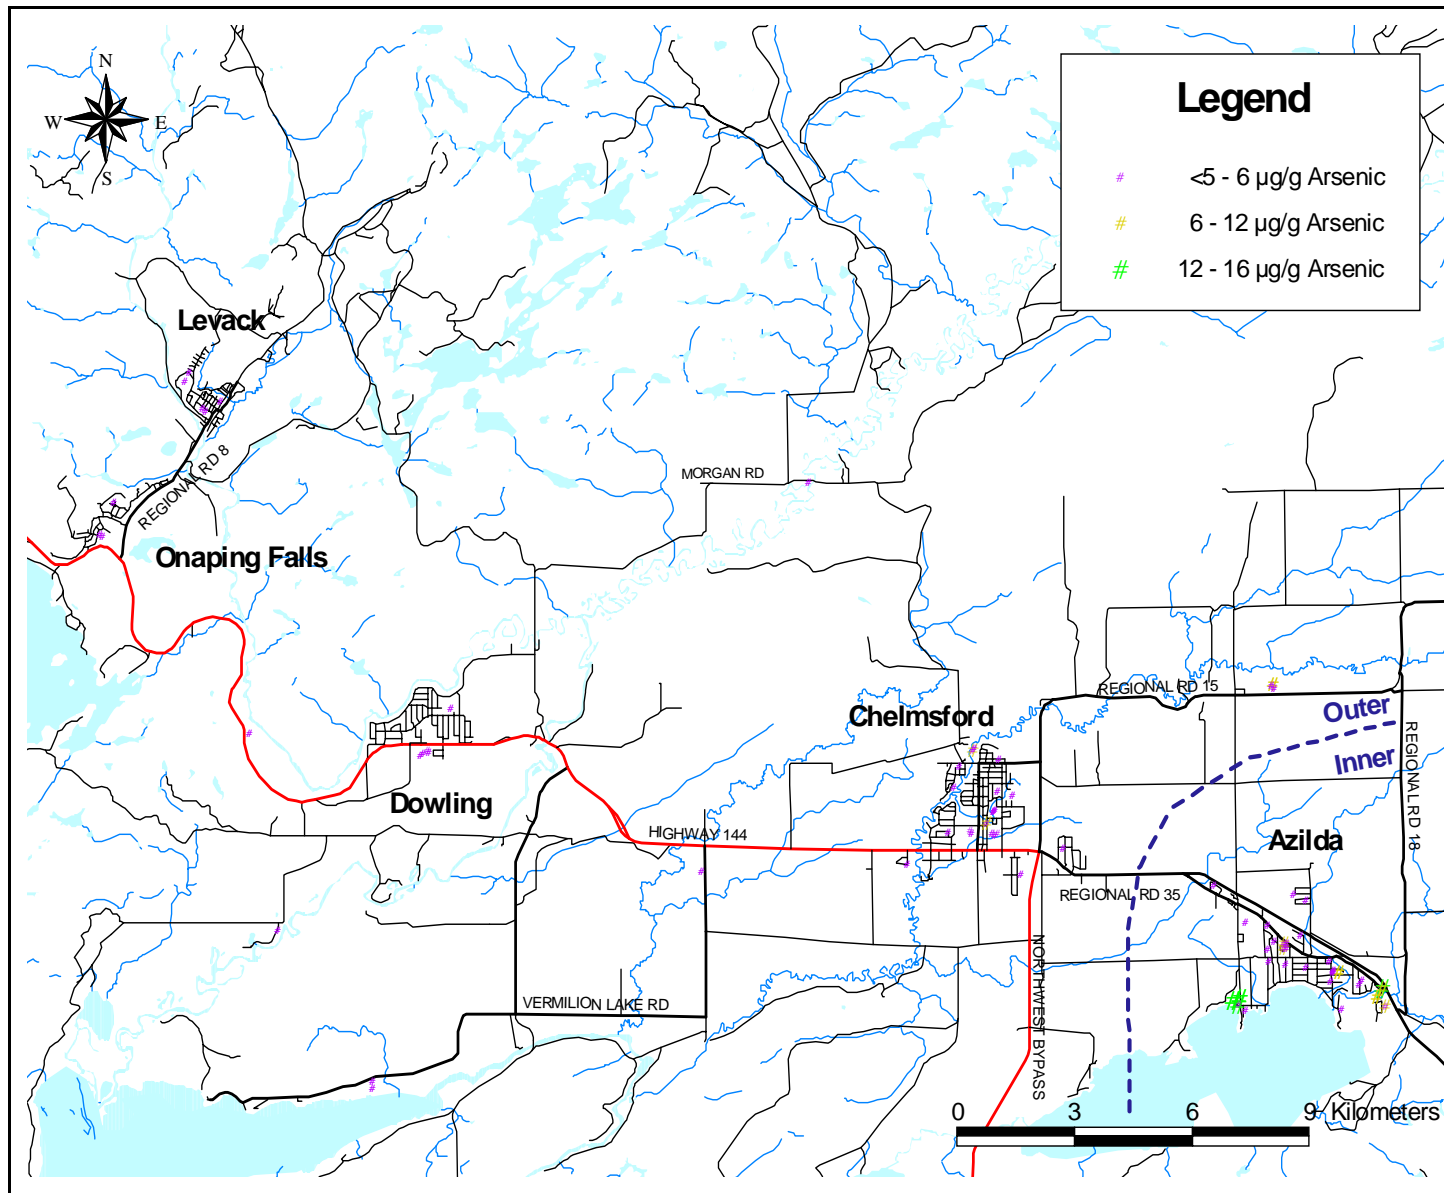 N
W E
S
Legend
# <5 - 6 µg/g Arsenic
# 6 - 12 µg/g Arsenic
# 12 - 16 µg/g Arsenic
Levack
REGIONAL RD 8
MORGAN RD
Onaping Falls
REGIONAL RD 15
Chelmsford
Outer
Inner
REGIONAL RD 18
Dowling
HIGHWAY 144
Azilda
REGIONAL RD 35
NORTHWEST BYPASS
VERMILION LAKE RD
0 3 6 9 Kilometers